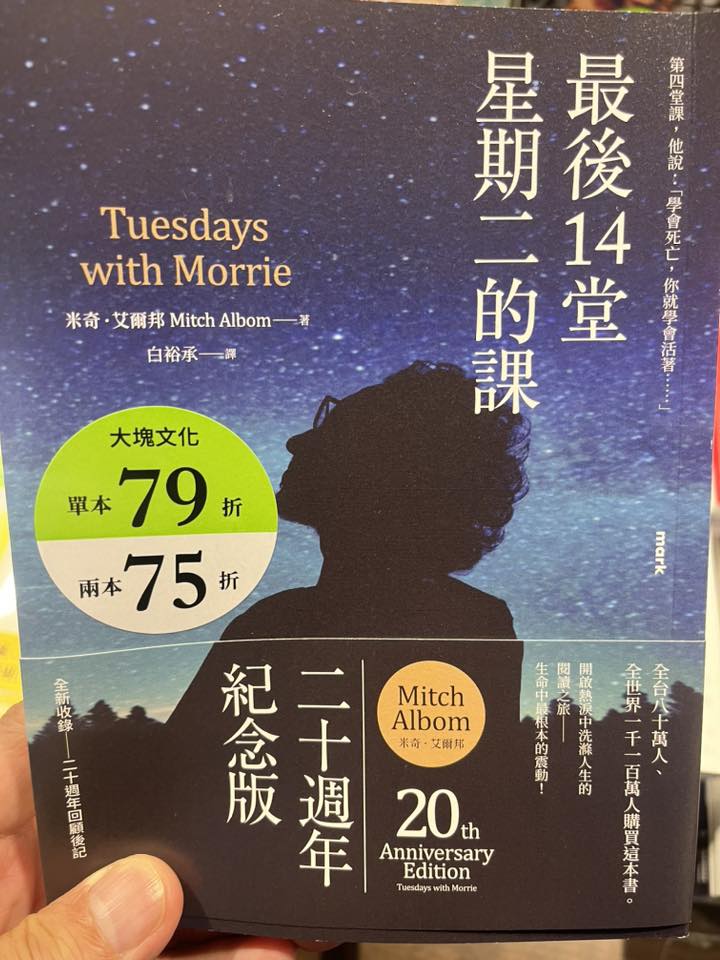 第四堂課，他說：「學會死亡，你就學會活著……」
最後14堂
星期二的課
Tuesdays
with Morrie
米奇·艾爾邦 Mitch Albom──著
白裕承──譯
大塊文化
單本79折
兩本75折
mark
全台八十萬人、
全世界一千一百萬人購買這本書。
開啟熱淚中洗滌人生的
閱讀之旅──
生命中最根本的震動！
Mitch
Albom
米奇·艾爾邦
20th
Anniversary
Edition
Tuesdays with Morrie
二十週年
紀念版
全新收錄──二十週年回顧後記